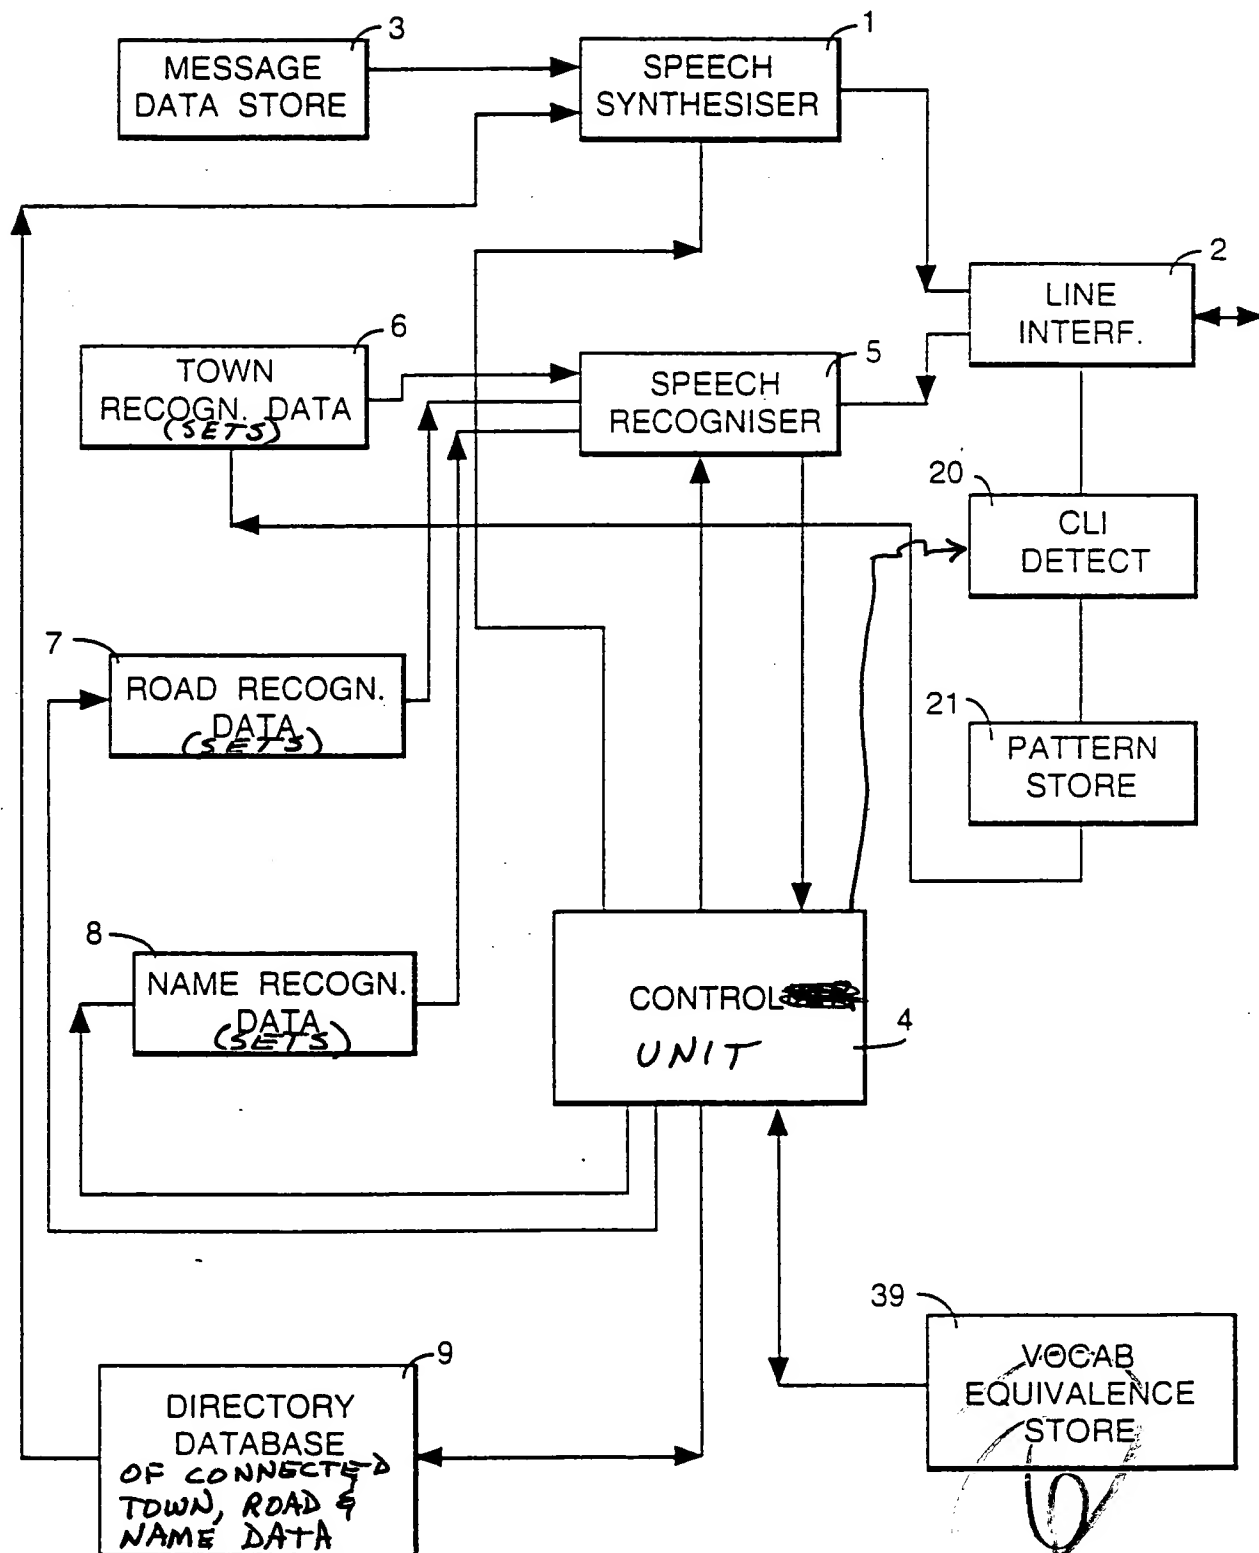 3
MESSAGE
DATA STORE
1
SPEECH
SYNTHESISER
2
LINE
INTERF.
6
TOWN
RECOGN. DATA
(SETS)
5
SPEECH
RECOGNISER
20
CLI
DETECT
7
ROAD RECOGN.
DATA
(SETS)
21
PATTERN
STORE
8
NAME RECOGN.
DATA
(SETS)
CONTROL
UNIT
4
39
VOCAB
EQUIVALENCE
STORE
9
DIRECTORY
DATABASE
OF CONNECTED
TOWN, ROAD &
NAME DATA